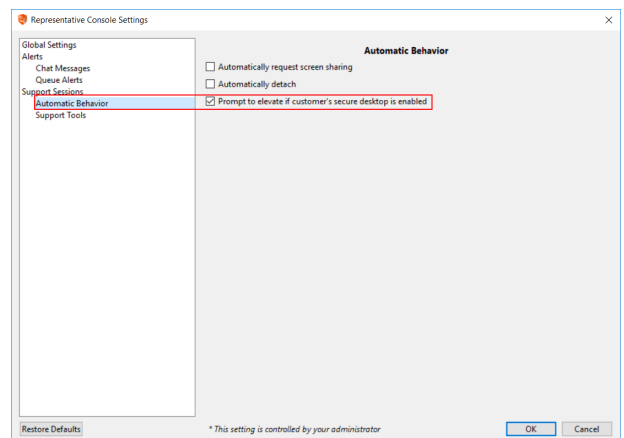 Representative Console Settings
Global Settings
Alerts
Chat Messages
Queue Alerts
Support Sessions
Automatic Behavior
Support Tools
Automatic Behavior
Automatically request screen sharing
Automatically detach
Prompt to elevate if customer's secure desktop is enabled
Restore Defaults
* This setting is controlled by your administrator
OK
Cancel